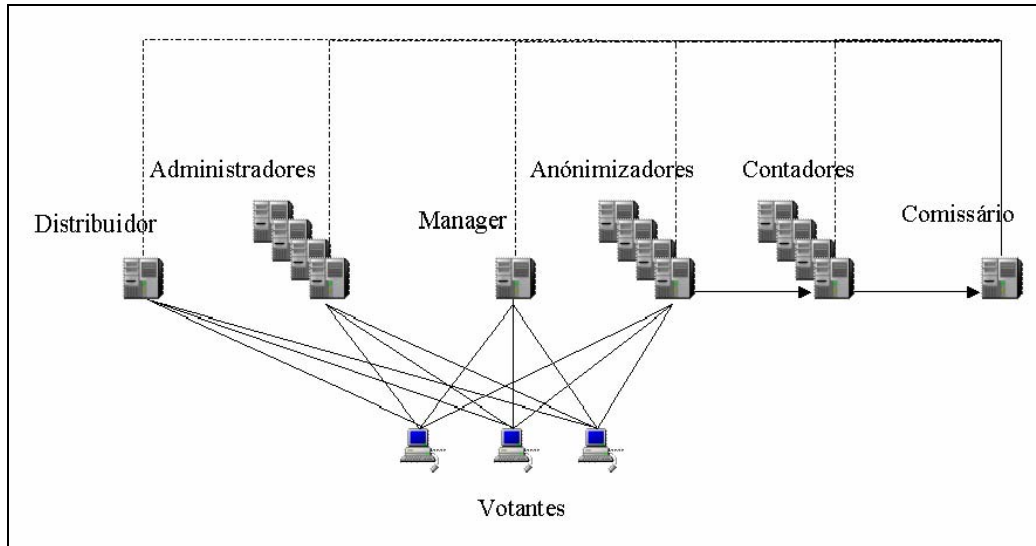 Administradores
Anónimizadores
Contadores
Distribuidor
Manager
Comissário
Votantes